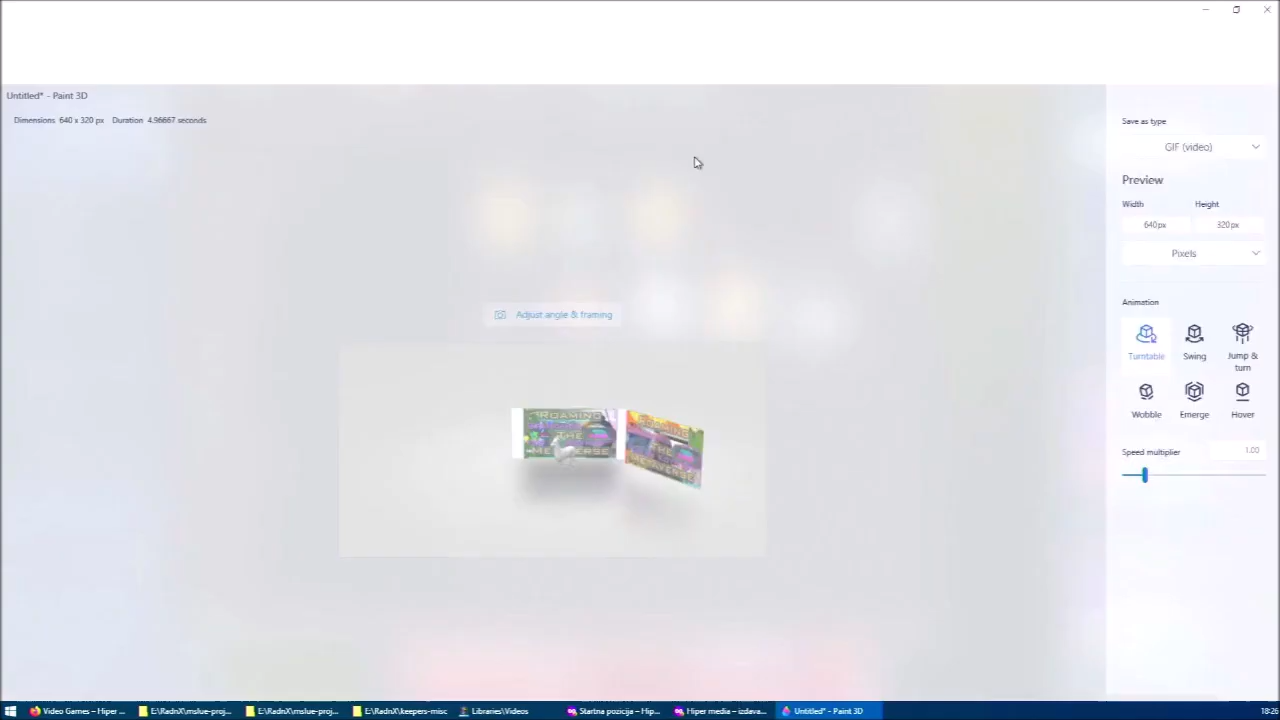 Untitled* - Paint 3D
Dimensions 640 x 320 px Duration 4.96667 seconds
Save as type
GIF (video)
Preview
Width Height
640px 320px
Pixels
Adjust angle & framing
Animation
Turntable Swing Jump & turn
Wobble Emerge Hover
Speed multiplier 1.00
ROAMING
THE
THE
Video Games – Hiper ... E:\RadnX\mslue-proj... E:\RadnX\mslue-proj... E:\RadnX\keepers-misc Libraries\Videos Startna pozicija – Hip... Hiper media – izdava... Untitled* - Paint 3D 18:26